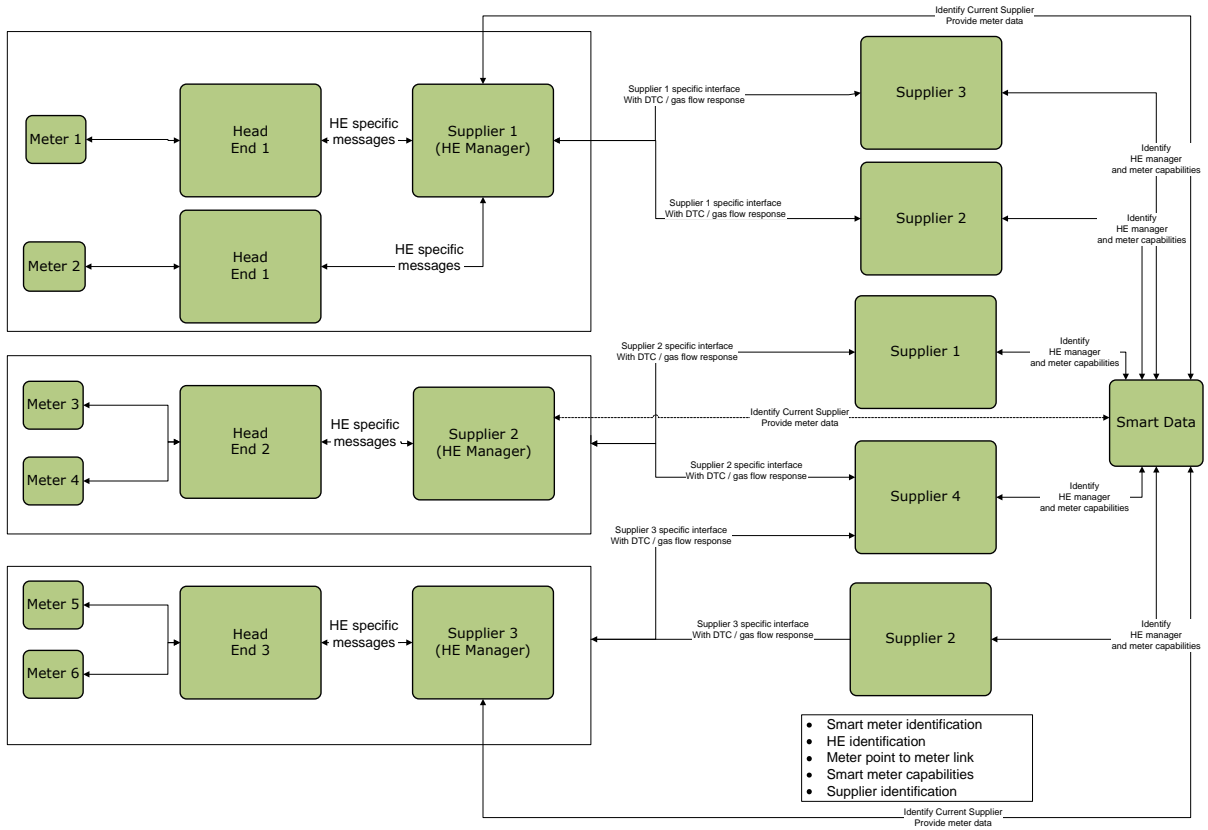 Identify Current Supplier
Provide meter data
Meter 1
Head
End 1
HE specific
messages
Supplier 1
(HE Manager)
Supplier 1 specific interface
With DTC / gas flow response
Supplier 3
Identify
HE manager
and meter capabilities
Meter 2
Head
End 1
HE specific
messages
Supplier 1 specific interface
With DTC / gas flow response
Supplier 2
Identify
HE manager
and meter capabilities
Supplier 2 specific interface
With DTC / gas flow response
Supplier 1
Identify
HE manager
and meter capabilities
Meter 3
Meter 4
Head
End 2
HE specific
messages
Supplier 2
(HE Manager)
Identify Current Supplier
Provide meter data
Smart Data
Supplier 2 specific interface
With DTC / gas flow response
Supplier 4
Identify
HE manager
and meter capabilities
Supplier 3 specific interface
With DTC / gas flow response
Meter 5
Meter 6
Head
End 3
HE specific
messages
Supplier 3
(HE Manager)
Supplier 3 specific interface
With DTC / gas flow response
Supplier 2
Identify
HE manager
and meter capabilities
• Smart meter identification
• HE identification
• Meter point to meter link
• Smart meter capabilities
• Supplier identification
Identify Current Supplier
Provide meter data